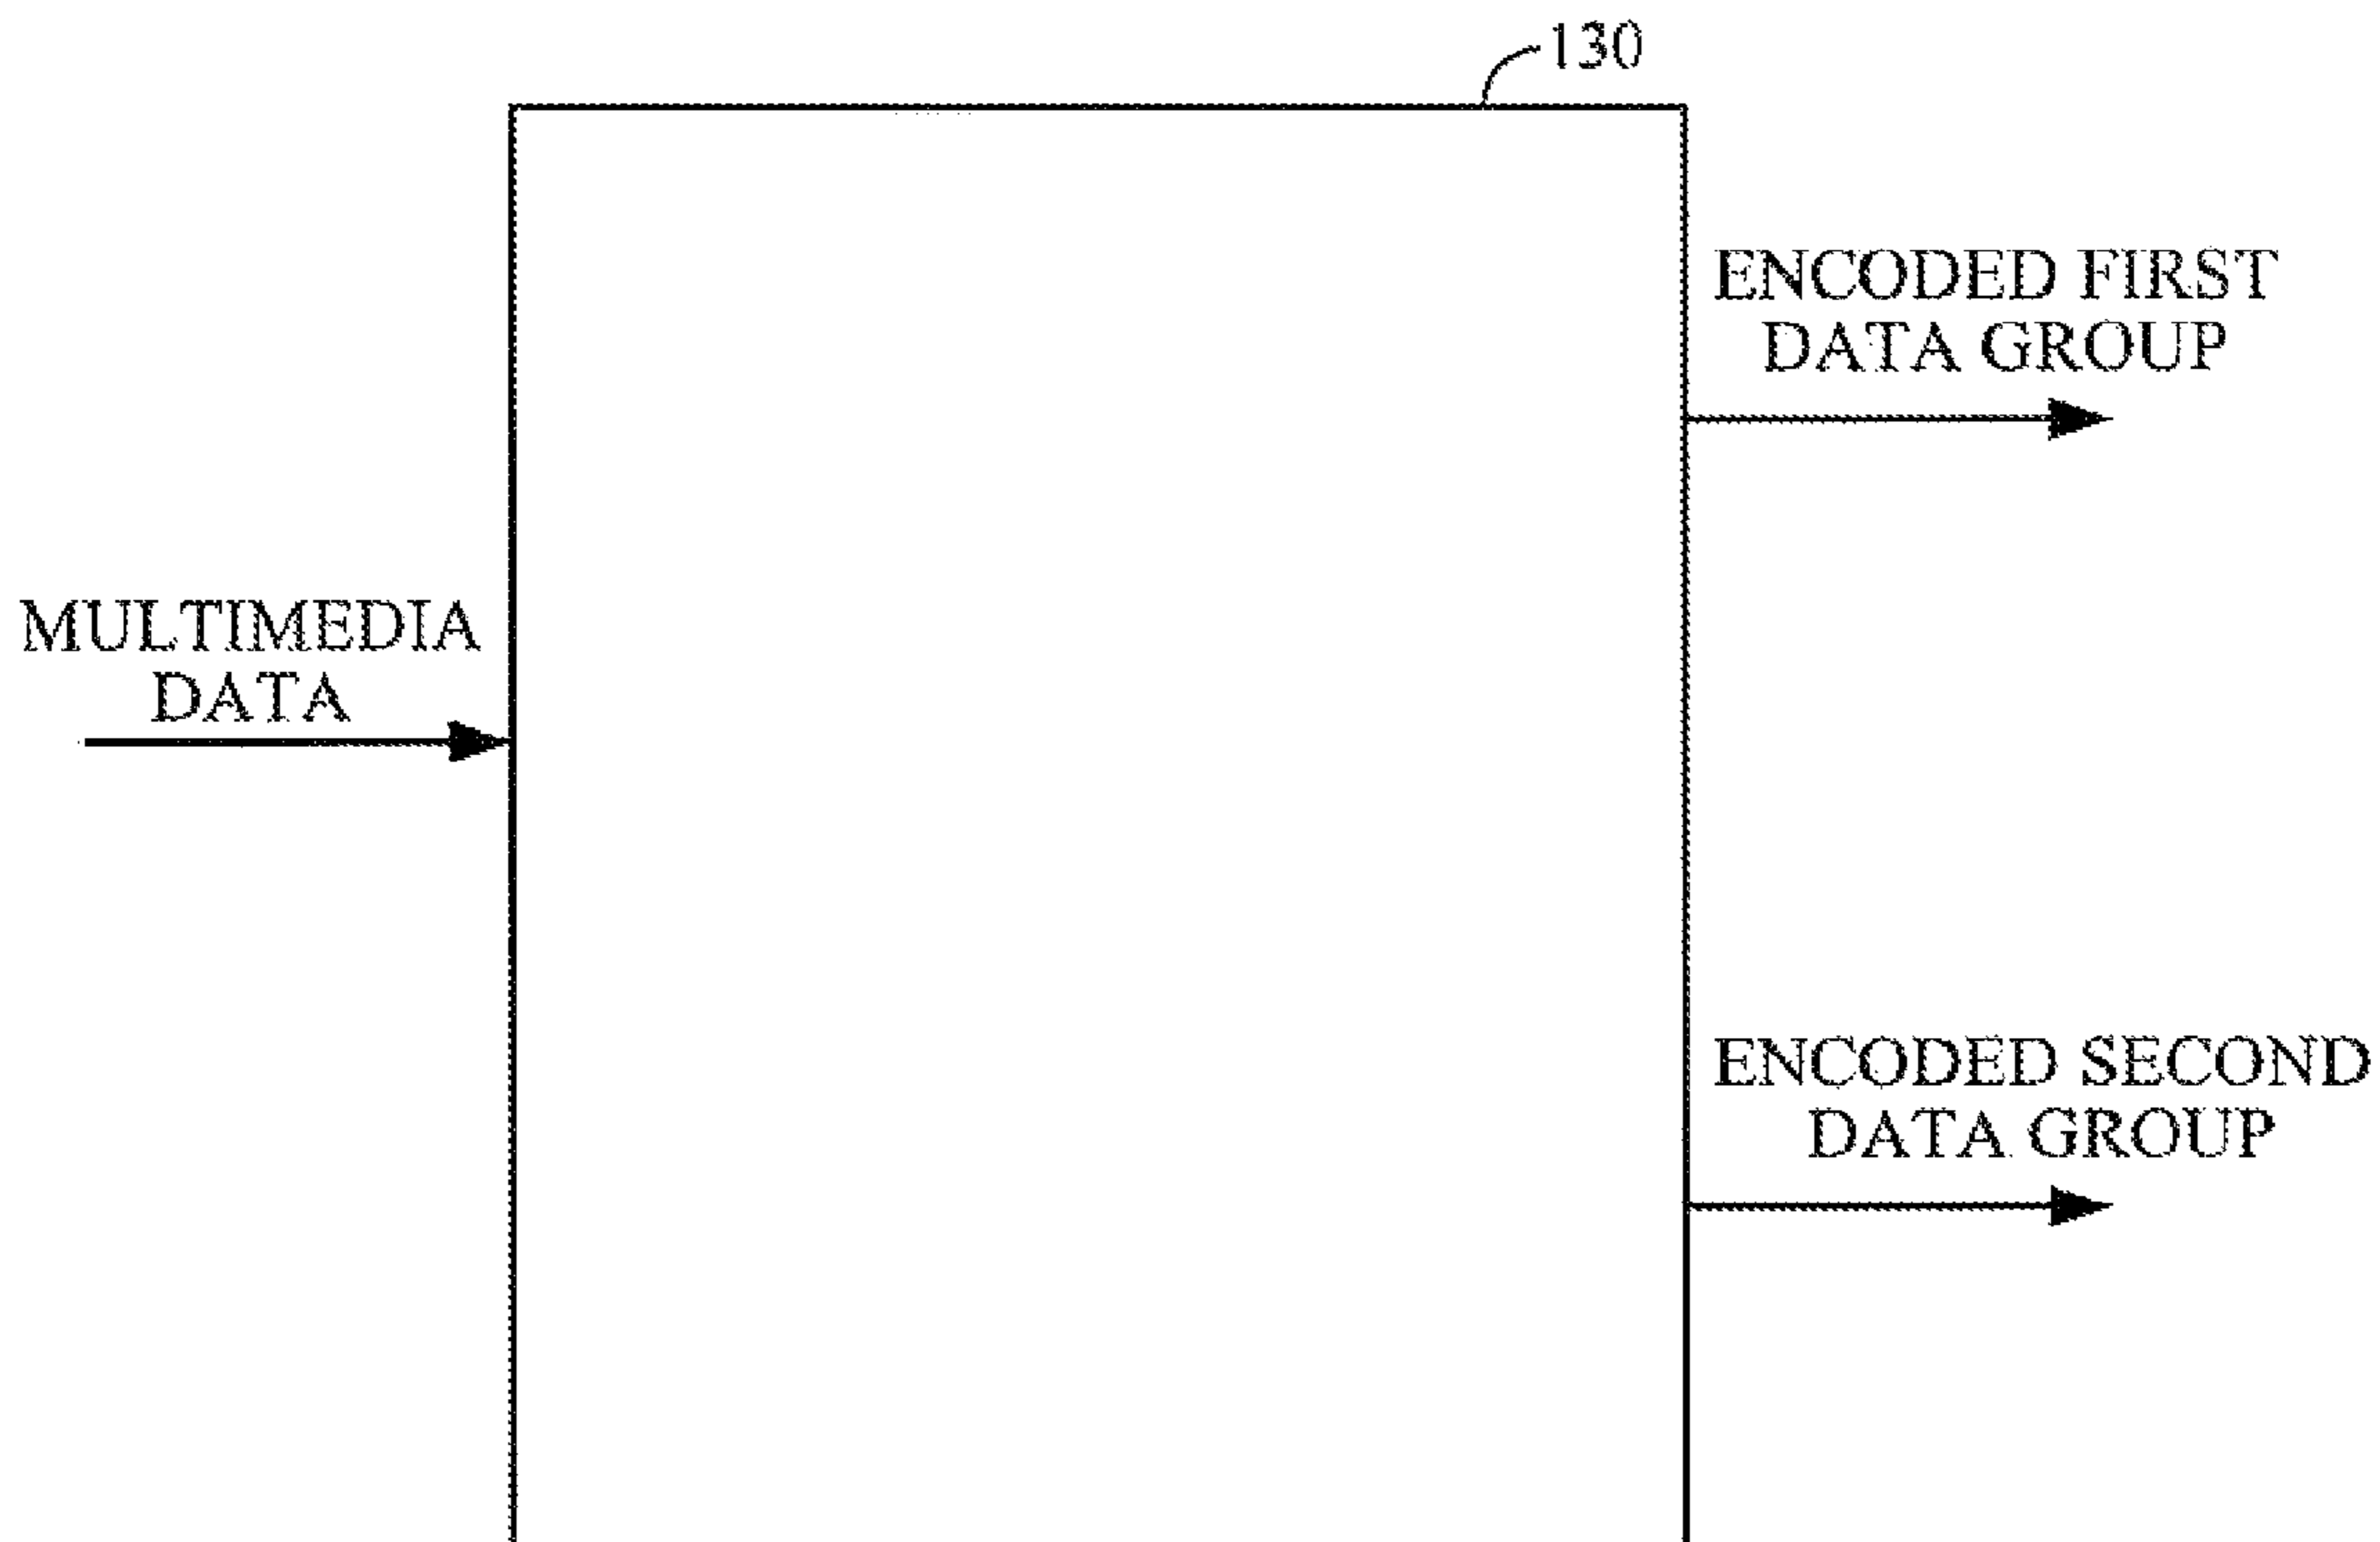 130
ENCODED FIRST
DATA GROUP
MULTIMEDIA
DATA
ENCODED SECOND
DATA GROUP